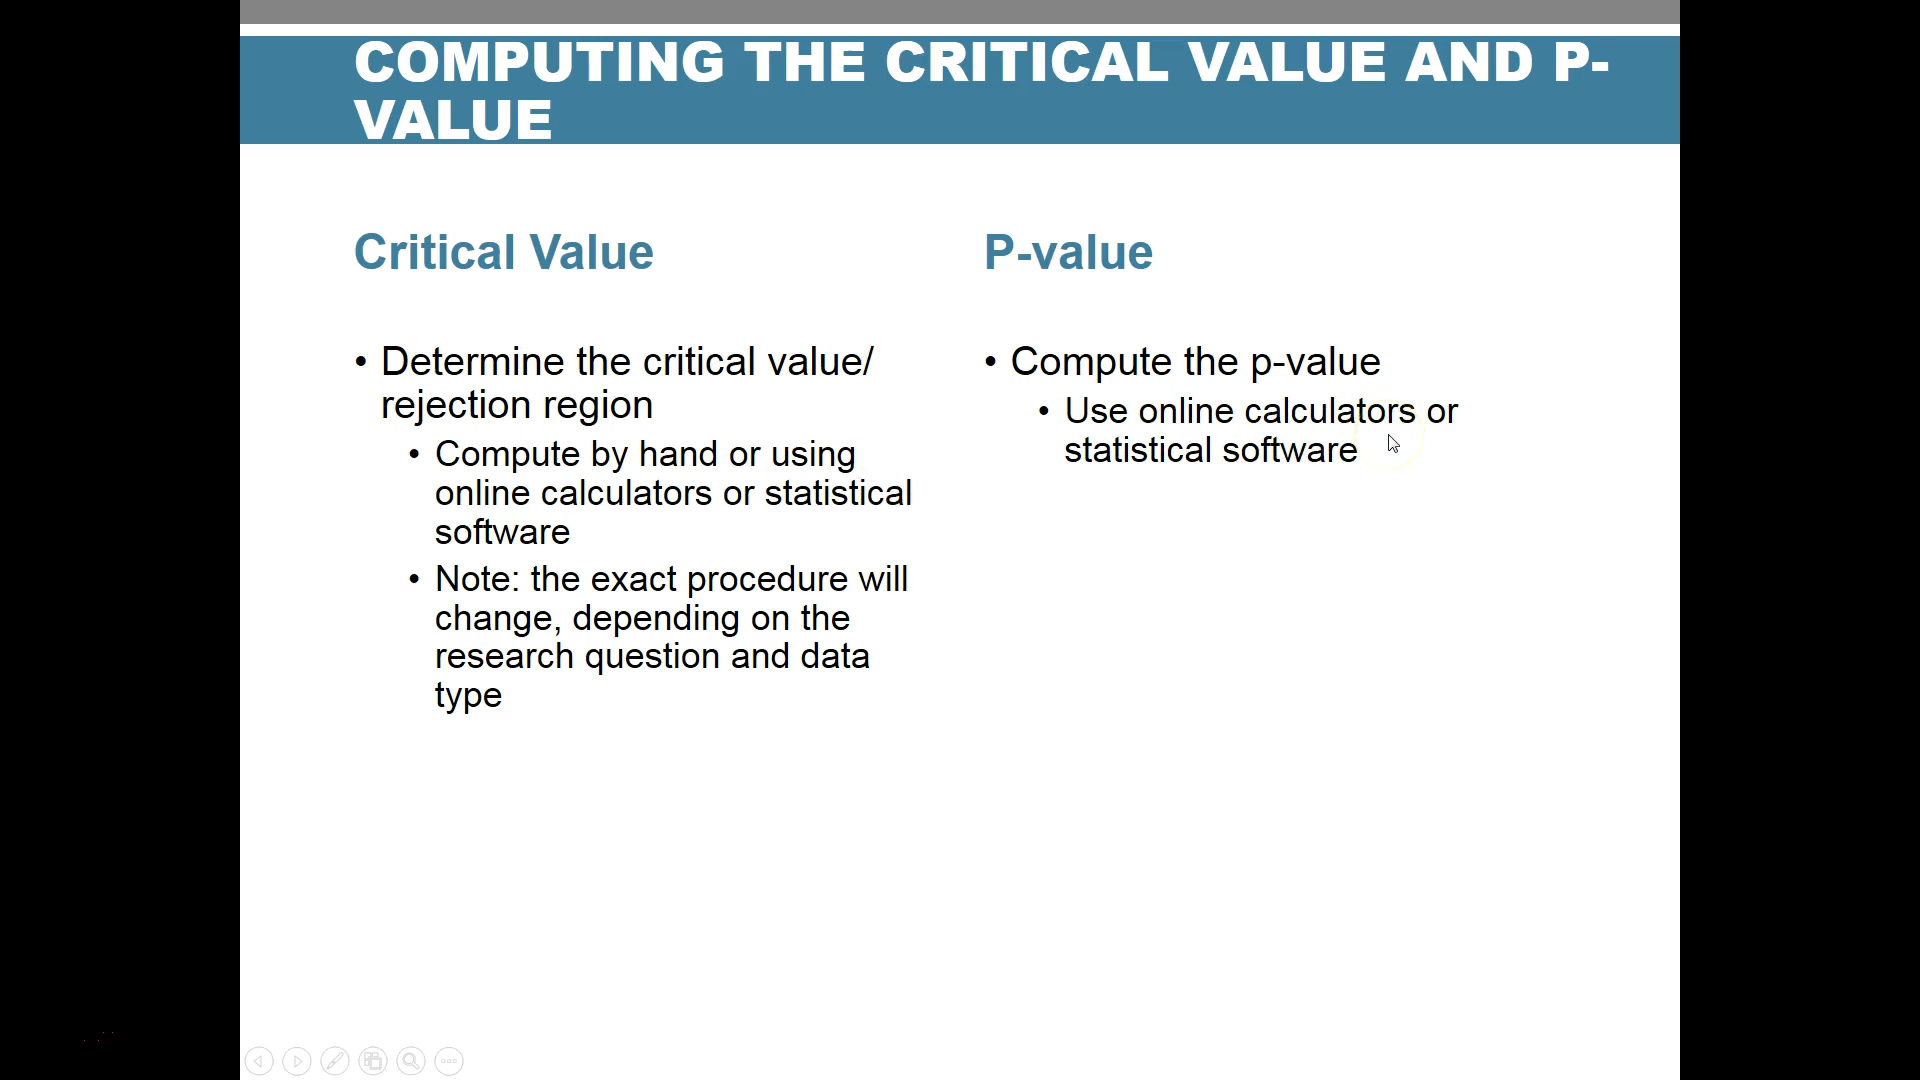 COMPUTING THE CRITICAL VALUE AND P-
VALUE
Critical Value
• Determine the critical value/
rejection region
• Compute by hand or using
online calculators or statistical
software
• Note: the exact procedure will
change, depending on the
research question and data
type
P-value
• Compute the p-value
• Use online calculators or
statistical software